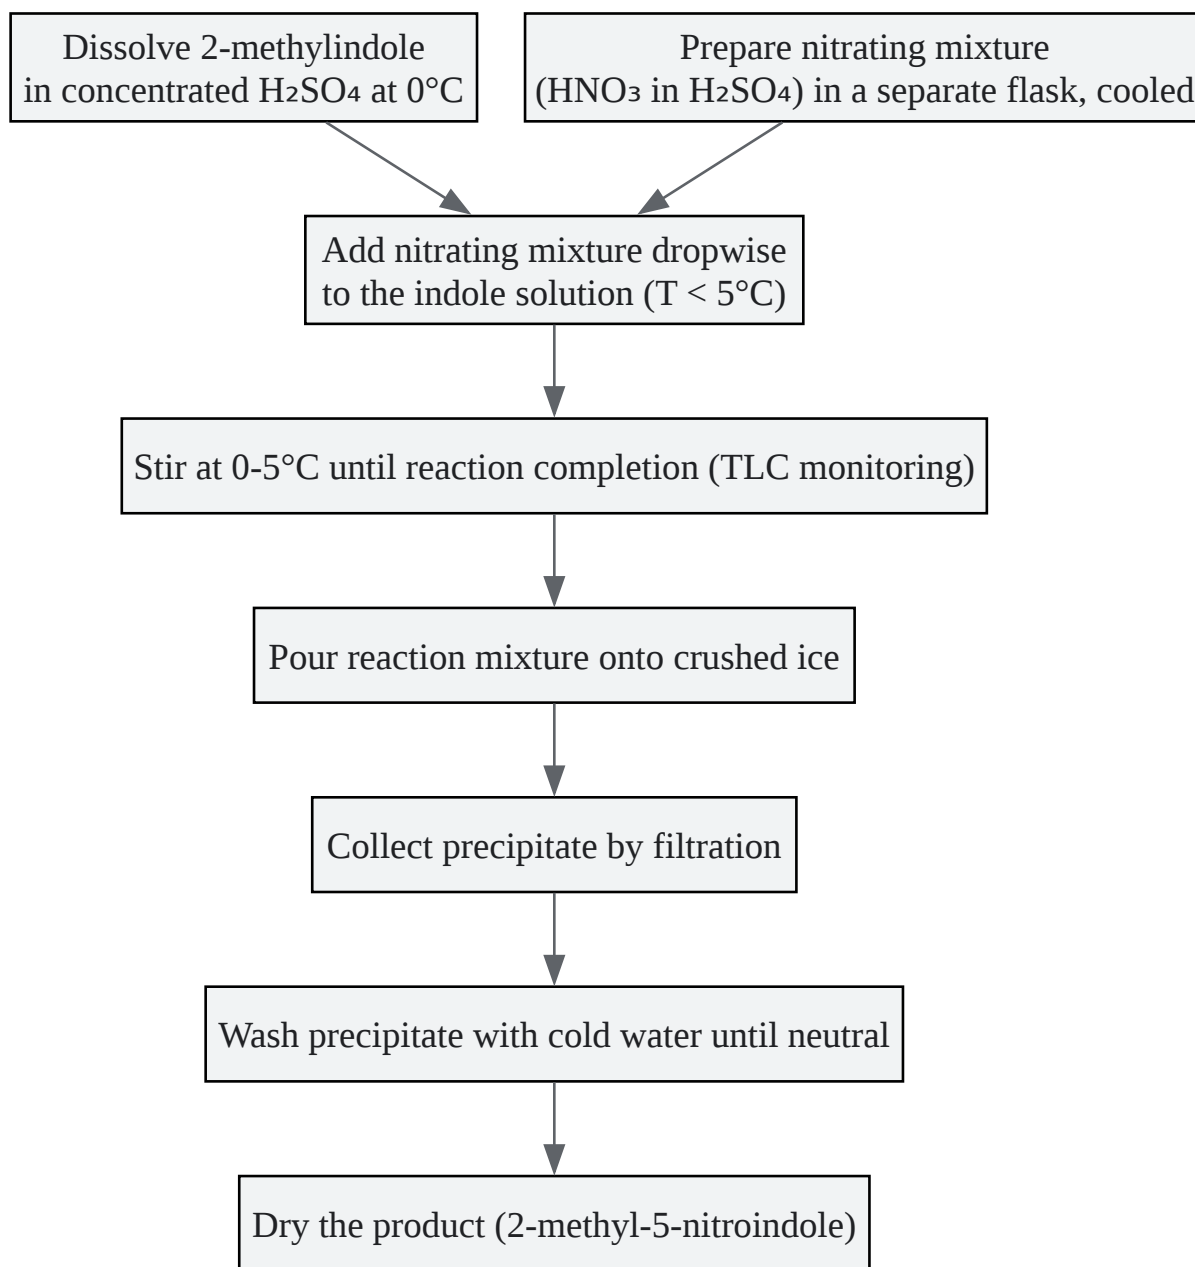 Dissolve 2-methylindole
in concentrated H₂SO₄ at 0°C
Prepare nitrating mixture
(HNO₃ in H₂SO₄) in a separate flask, cooled
Add nitrating mixture dropwise
to the indole solution (T < 5°C)
Stir at 0-5°C until reaction completion (TLC monitoring)
Pour reaction mixture onto crushed ice
Collect precipitate by filtration
Wash precipitate with cold water until neutral
Dry the product (2-methyl-5-nitroindole)